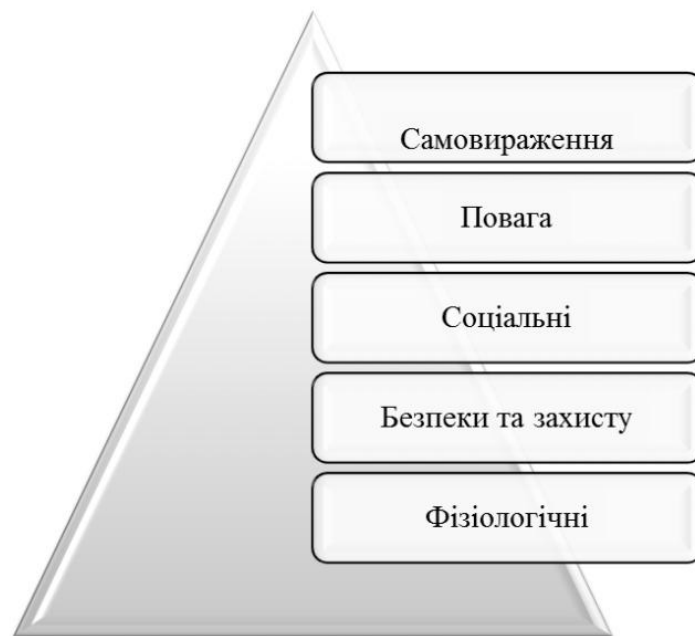 Самовираження
Повага
Соціальні
Безпеки та захисту
Фізіологічні